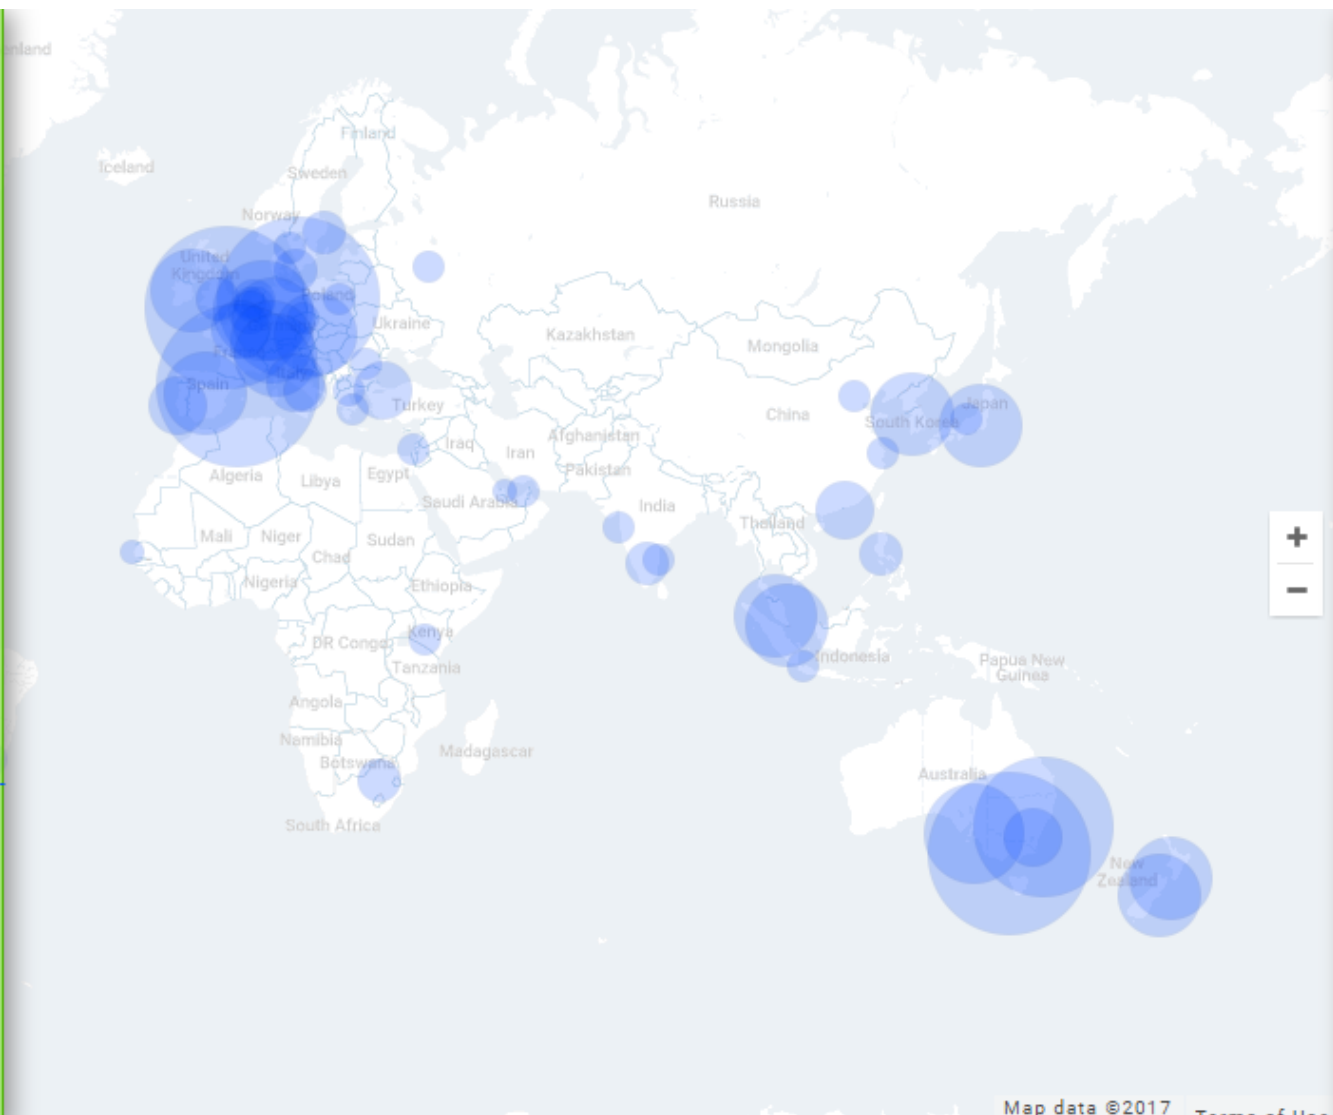 Finland
Iceland
Sweden
Russia
Norway
United
Kingdom
Poland
Ukraine
Kazakhstan
Mongolia
Spain
Turkey
Japan
China
South Korea
Afghanistan
Iraq
Iran
Pakistan
Algeria
Libya
Egypt
Saudi Arabia
India
Thailand
Mali
Niger
Sudan
Chad
Nigeria
Ethiopia
Kenya
DR Congo
Tanzania
Indonesia
Papua New
Guinea
Angola
Namibia
Botswana
Madagascar
Australia
South Africa
New
Zealand
+
−
Map data ©2017